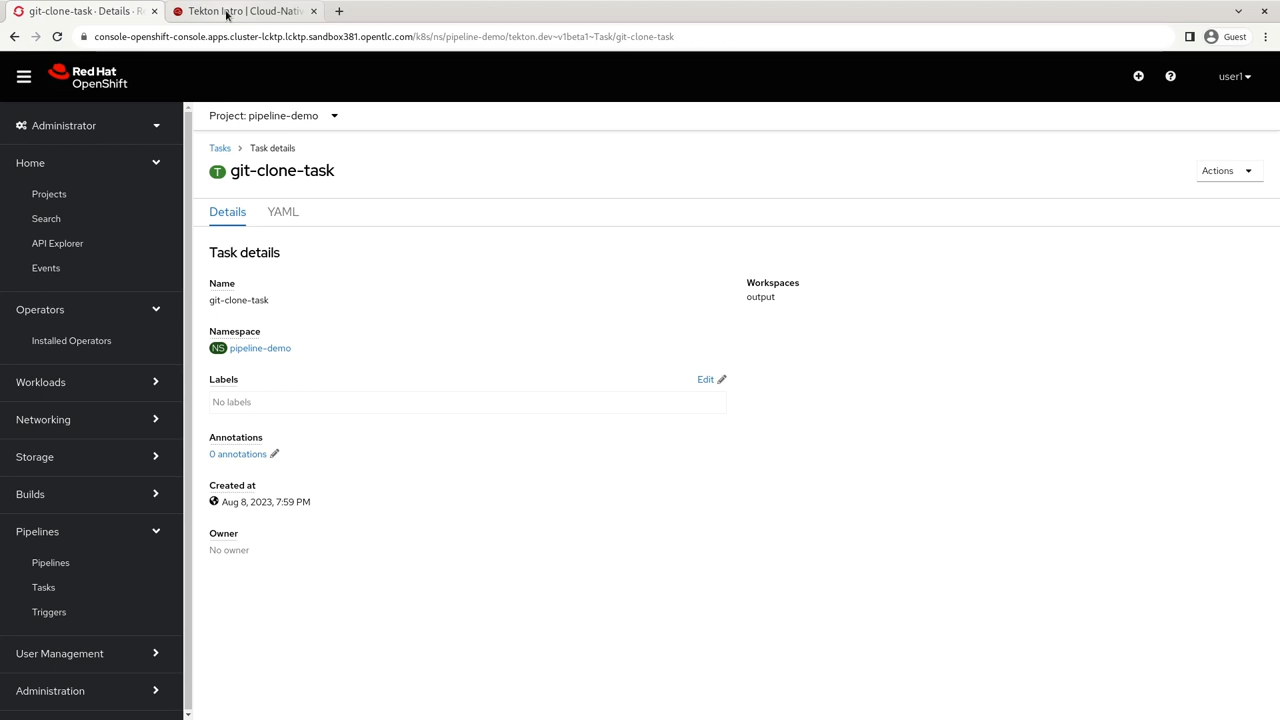 git-clone-task · Details · R
Tekton Intro | Cloud-Nativ
console-openshift-console.apps.cluster-lcktp.lcktp.sandbox381.opentlc.com/k8s/ns/pipeline-demo/tekton.dev~v1beta1~Task/git-clone-task
Guest
Red Hat
OpenShift
user1
Administrator
Home
Projects
Search
API Explorer
Events
Operators
Installed Operators
Workloads
Networking
Storage
Builds
Pipelines
Pipelines
Tasks
Triggers
User Management
Administration
Project: pipeline-demo
Tasks
Task details
T git-clone-task
Actions
Details
YAML
Task details
Name
git-clone-task
Workspaces
output
Namespace
NS pipeline-demo
Labels
Edit
No labels
Annotations
0 annotations
Created at
Aug 8, 2023, 7:59 PM
Owner
No owner